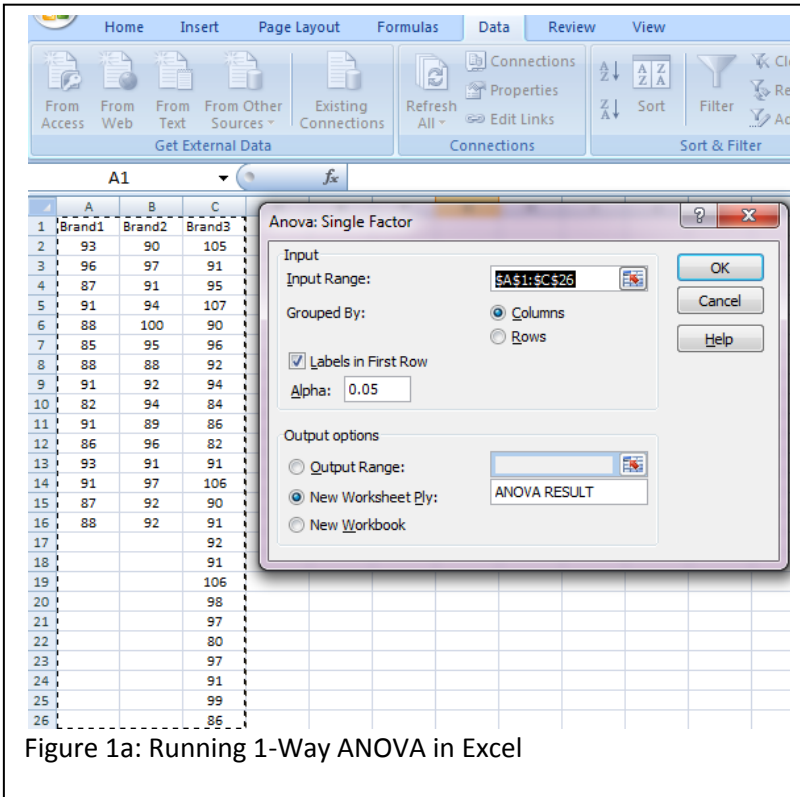 Home Insert Page Layout Formulas Data Review View
From Access From Web From Text From Other Sources Existing Connections
Refresh All Connections Properties Edit Links
Sort Filter
Get External Data Connections Sort & Filter
A1 fx
A B C
1 Brand1 Brand2 Brand3
2 93 90 105
3 96 97 91
4 87 91 95
5 91 94 107
6 88 100 90
7 85 95 96
8 88 88 92
9 91 92 94
10 82 94 84
11 91 89 86
12 86 96 82
13 93 91 91
14 91 97 106
15 87 92 90
16 88 92 91
17 92
18 91
19 106
20 98
21 97
22 80
23 97
24 91
25 99
26 86
Anova: Single Factor
Input
Input Range: $A$1:$C$26
Grouped By: Columns
Rows
Labels in First Row
Alpha: 0.05
Output options
Output Range:
New Worksheet Ply: ANOVA RESULT
New Workbook
OK
Cancel
Help
Figure 1a: Running 1-Way ANOVA in Excel